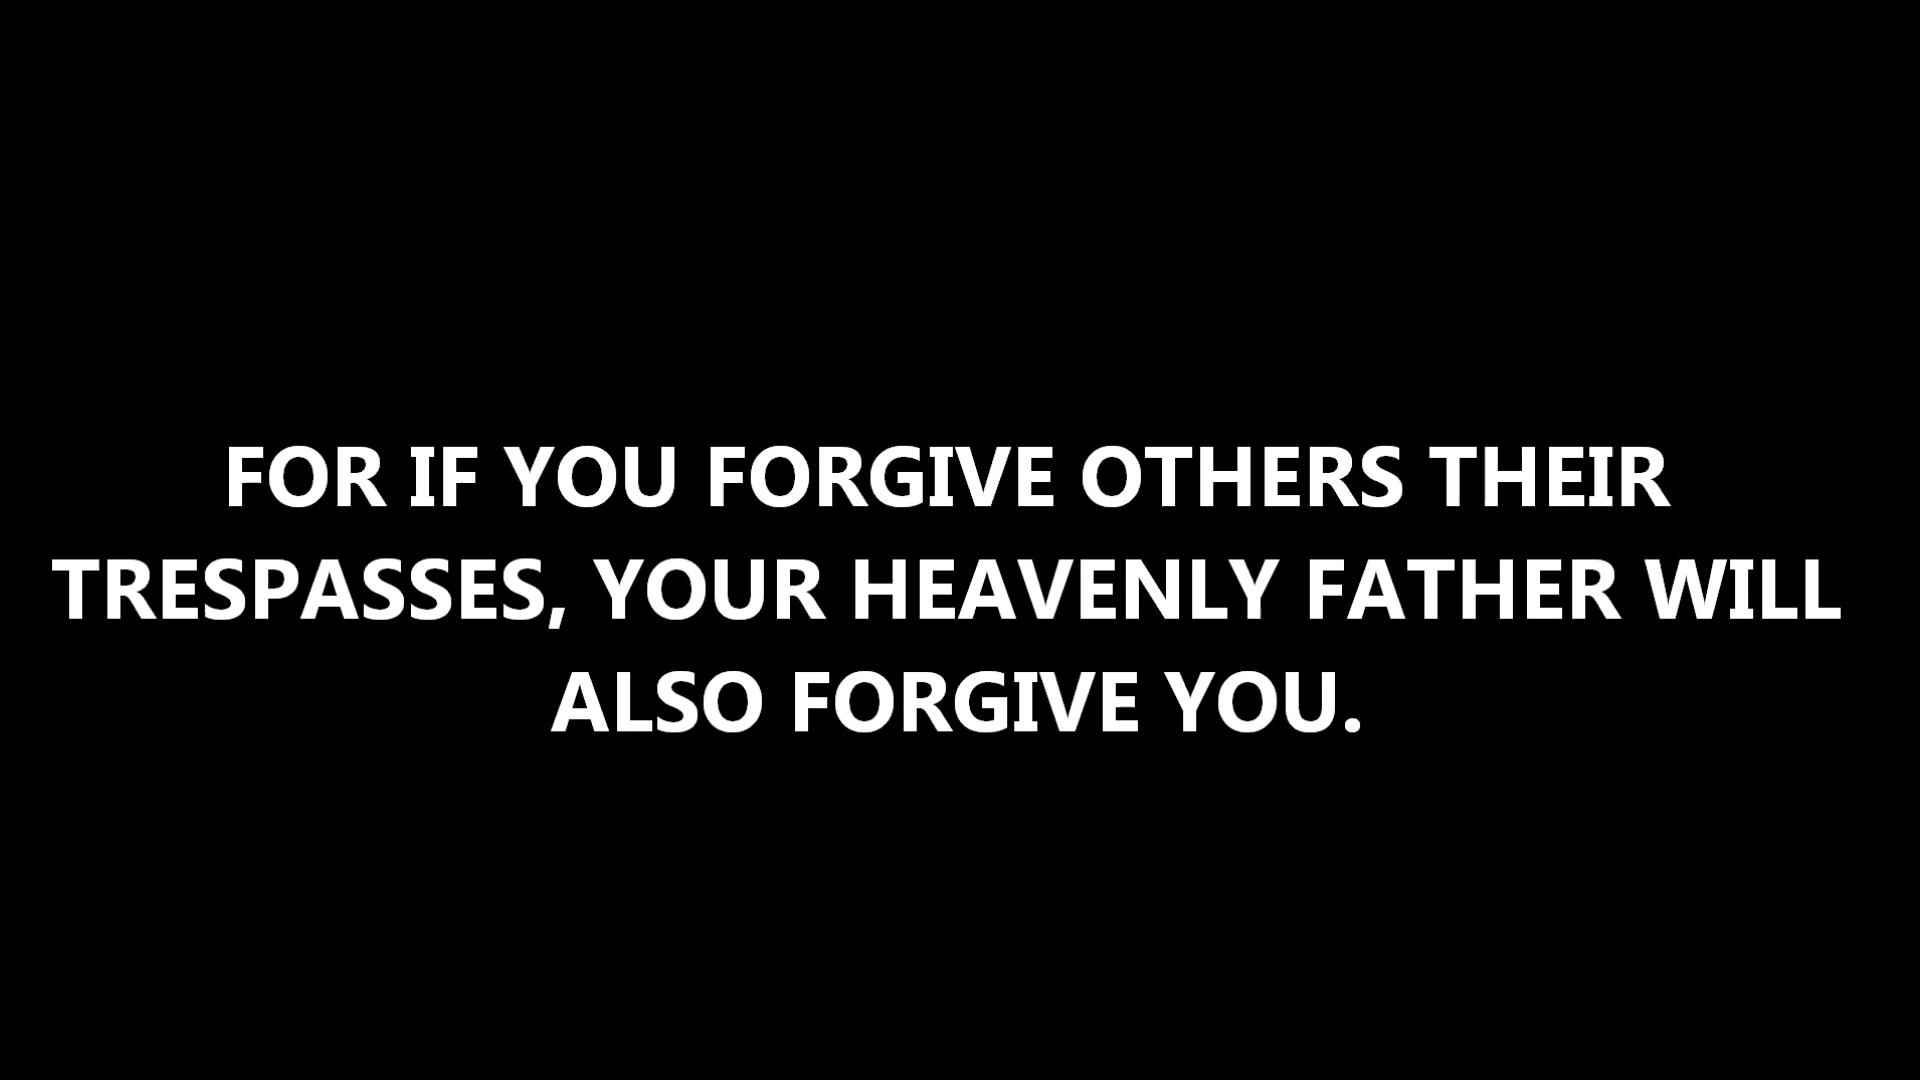 FOR IF YOU FORGIVE OTHERS THEIR
TRESPASSES, YOUR HEAVENLY FATHER WILL
ALSO FORGIVE YOU.